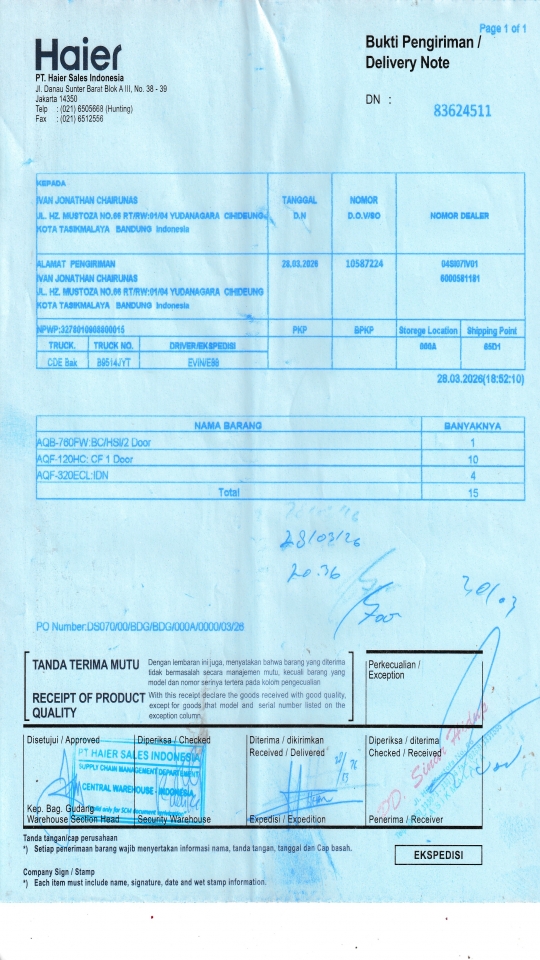 Page 1 of 1
Haier
Bukti Pengiriman /
Delivery Note
PT. Haier Sales Indonesia
Jl. Danau Sunter Barat Blok A III, No. 38 - 39
Jakarta 14350
Telp : (021) 6505668 (Hunting)
Fax : (021) 6512556
DN : 83624511
KEPADA
IVAN JONATHAN CHAIRUNAS
JL. HZ. MUSTOZA NO.66 RT/RW:01/04 YUDANAGARA CIHIDEUNG
KOTA TASIKMALAYA BANDUNG Indonesia
TANGGAL D.N
NOMOR D.O.V/SO
NOMOR DEALER
ALAMAT PENGIRIMAN
IVAN JONATHAN CHAIRUNAS
JL. HZ. MUSTOZA NO.66 RT/RW:01/04 YUDANAGARA CIHIDEUNG
KOTA TASIKMALAYA BANDUNG Indonesia
28.03.2026
10587224
04SI07IV01
6000581181
NPWP:3278010908800015
PKP BPKP Storage Location Shipping Point
TRUCK. TRUCK NO. DRIVER/EKSPEDISI 000A 05D1
CDE Bak B9514JYT EVIN/EB9
28.03.2026(18:52:10)
NAMA BARANG BANYAKNYA
AQB-760FW:BC/HSI/2 Door 1
AQF-120HC: CF 1 Door 10
AQF-320ECL:IDN 4
Total 15
28/03/26
20.36
30/03
PO Number:DS070/00/BDG/BDG/000A/0000/03/26
TANDA TERIMA MUTU
Dengan lembaran ini juga, menyatakan bahwa barang yang diterima
tidak bermasalah secara manajemen mutu, kecuali barang yang
model dan nomor serinya tertera pada kolom pengecualian
RECEIPT OF PRODUCT
QUALITY
With this receipt declare the goods received with good quality,
except for goods that model and serial number listed on the
exception column
Perkecualian /
Exception
Disetujui / Approved
Diperiksa / Checked
Diterima / dikirimkan
Received / Delivered
Diperiksa / diterima
Checked / Received
PT HAIER SALES INDONESIA
SUPPLY CHAIN MANAGEMENT DEPARTEMENT
CENTRAL WAREHOUSE - INDONESIA
Kep. Bag. Gudang
Warehouse Section Head
Security Warehouse
Expedisi / Expedition
Penerima / Receiver
Tanda tangan/cap perusahaan
*) Setiap penerimaan barang wajib menyertakan informasi nama, tanda tangan, tanggal dan Cap basah.
EKSPEDISI
Company Sign / Stamp
*) Each item must include name, signature, date and wet stamp information.